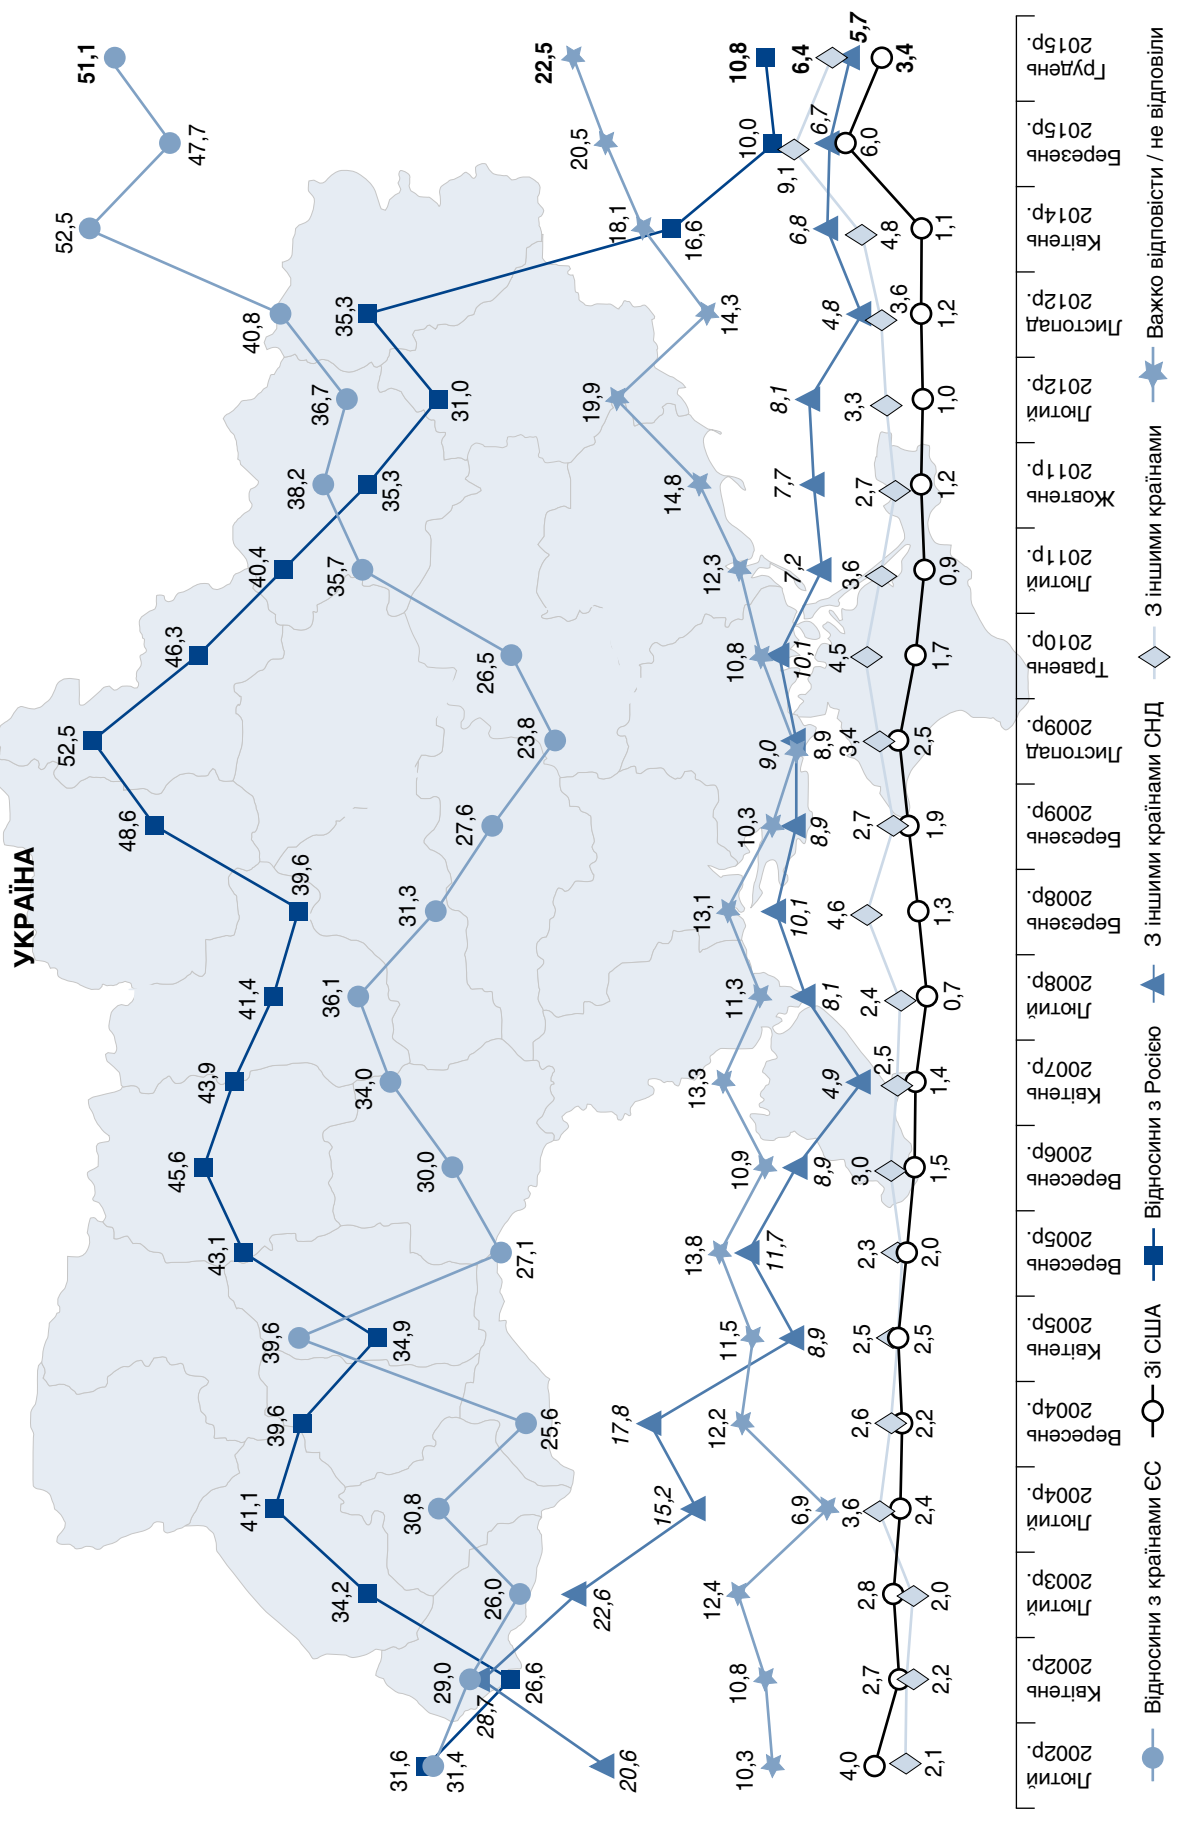 УКРАЇНА
31,6 26,6 34,2 41,1 39,6 34,9 43,1 45,6 43,9 41,4 39,6 48,6 52,5 46,3 40,4 35,3 31,0 35,3 16,6 10,0 10,8
31,4 29,0 26,0 30,8 25,6 39,6 27,1 30,0 34,0 36,1 31,3 27,6 23,8 26,5 35,7 38,2 36,7 40,8 52,5 47,7 51,1
20,6 28,7 22,6 15,2 17,8 8,9 11,7 8,9 4,9 8,1 10,1 8,9 9,0 10,1 7,2 7,7 8,1 4,8 6,8 6,7 5,7
10,3 10,8 12,4 6,9 12,2 11,5 13,8 10,9 13,3 11,3 13,1 10,3 8,9 10,8 12,3 14,8 19,9 14,3 18,1 20,5 22,5
2,1 2,2 2,0 3,6 2,6 2,5 2,3 3,0 2,5 2,4 4,6 2,7 3,4 4,5 3,6 2,7 3,3 3,6 4,8 9,1 6,4
4,0 2,7 2,8 2,4 2,2 2,5 2,0 1,5 1,4 0,7 1,3 1,9 2,5 1,7 0,9 1,2 1,0 1,2 1,1 6,0 3,4
Лютий
2002р.
Квітень
2002р.
Лютий
2003р.
Лютий
2004р.
Вересень
2004р.
Квітень
2005р.
Вересень
2005р.
Вересень
2006р.
Квітень
2007р.
Лютий
2008р.
Березень
2008р.
Березень
2009р.
Листопад
2009р.
Травень
2010р.
Лютий
2011р.
Жовтень
2011р.
Лютий
2012р.
Листопад
2012р.
Квітень
2014р.
Березень
2015р.
Грудень
2015р.
Відносини з країнами ЄС
Зі США
Відносини з Росією
З іншими країнами СНД
З іншими країнами
Важко відповісти / не відповіли